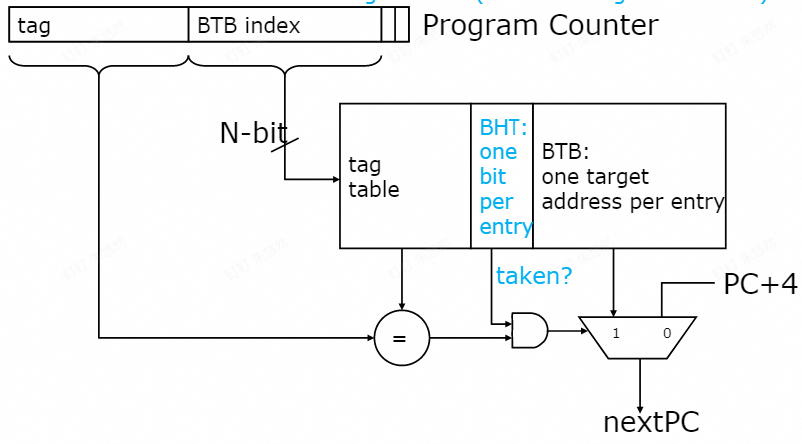 tag
BTB index
Program Counter
N-bit
tag
table
BHT:
one
bit
per
entry
BTB:
one target
address per entry
taken?
PC+4
=
1
0
nextPC